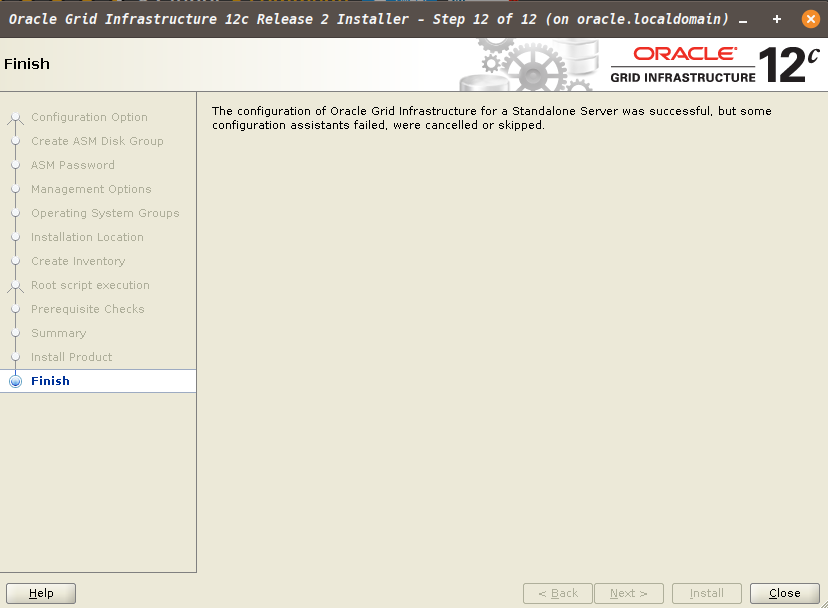 Oracle Grid Infrastructure 12c Release 2 Installer - Step 12 of 12 (on oracle.localdomain)
Finish
ORACLE
GRID INFRASTRUCTURE 12c
Configuration Option
Create ASM Disk Group
ASM Password
Management Options
Operating System Groups
Installation Location
Create Inventory
Root script execution
Prerequisite Checks
Summary
Install Product
Finish
The configuration of Oracle Grid Infrastructure for a Standalone Server was successful, but some
configuration assistants failed, were cancelled or skipped.
Help
< Back
Next >
Install
Close